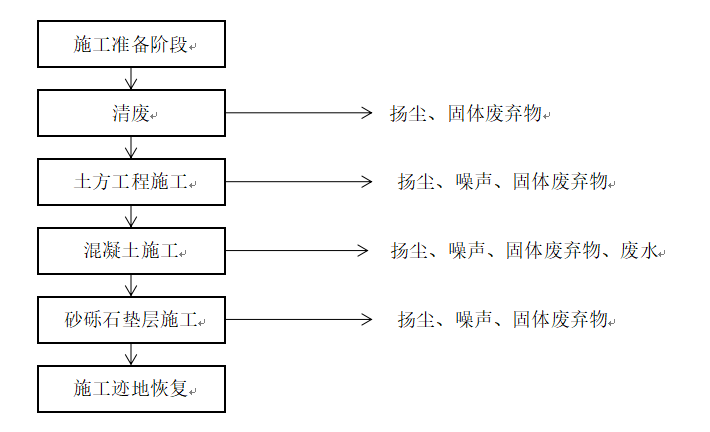 施工准备阶段
清废
扬尘、固体废弃物
土方工程施工
扬尘、噪声、固体废弃物
混凝土施工
扬尘、噪声、固体废弃物、废水
砂砾石垫层施工
扬尘、噪声、固体废弃物
施工迹地恢复